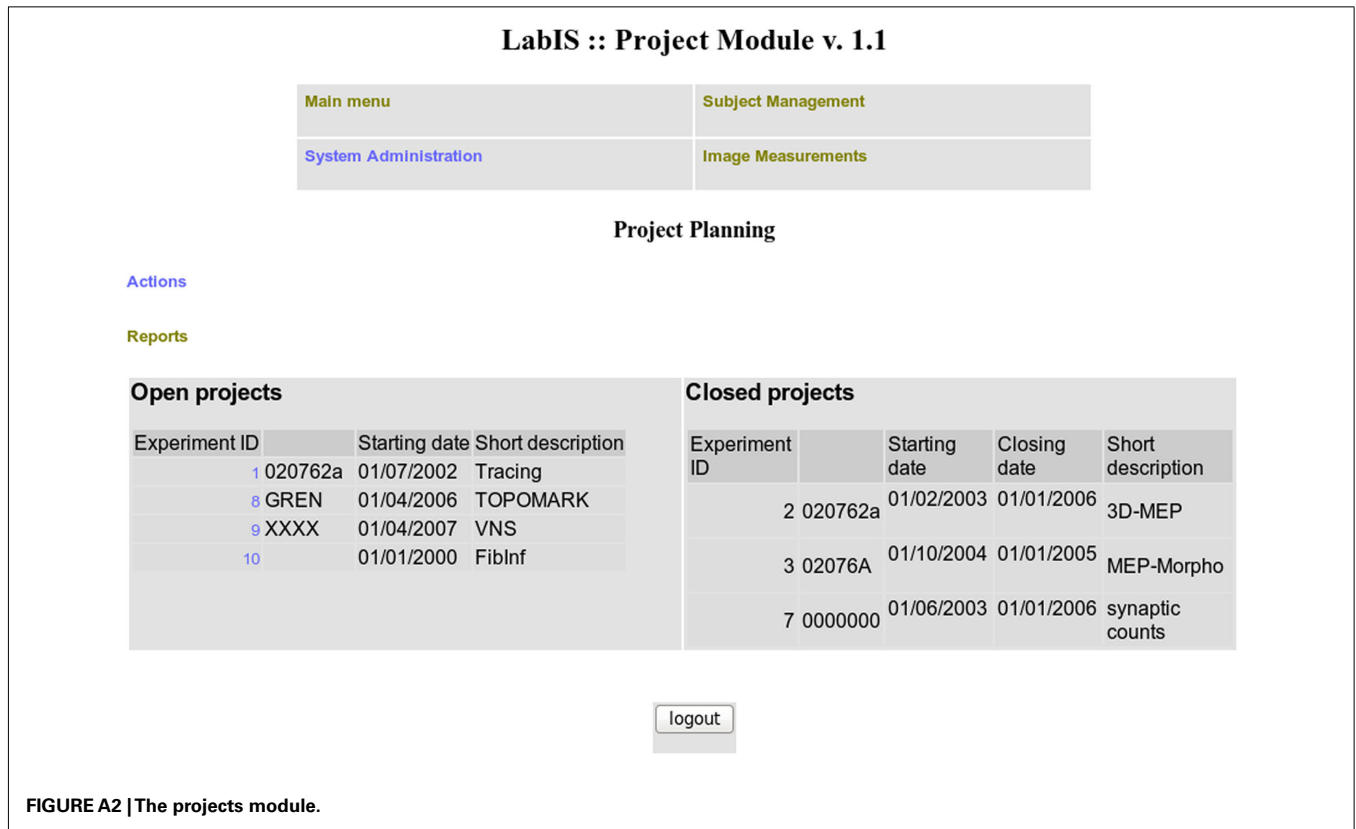 LabIS :: Project Module v. 1.1
Main menu
Subject Management
System Administration
Image Measurements
Project Planning
Actions
Reports
Open projects
Experiment ID Starting date Short description
1 020762a 01/07/2002 Tracing
8 GREN 01/04/2006 TOPOMARK
9 XXXX 01/04/2007 VNS
10 01/01/2000 FibInf
Closed projects
Experiment Starting Closing Short
ID date date description
2 020762a 01/02/2003 01/01/2006 3D-MEP
3 02076A 01/10/2004 01/01/2005 MEP-Morpho
7 0000000 01/06/2003 01/01/2006 synaptic
counts
logout
FIGURE A2 | The projects module.